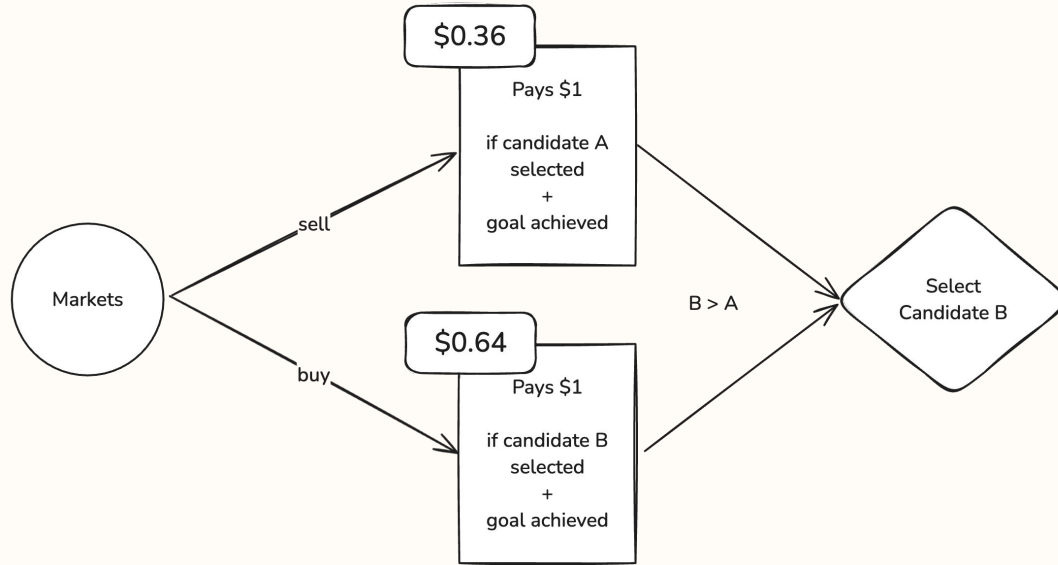 $0.36
Pays $1
if candidate A
selected
+
goal achieved
sell
Markets
buy
B > A
Select
Candidate B
$0.64
Pays $1
if candidate B
selected
+
goal achieved